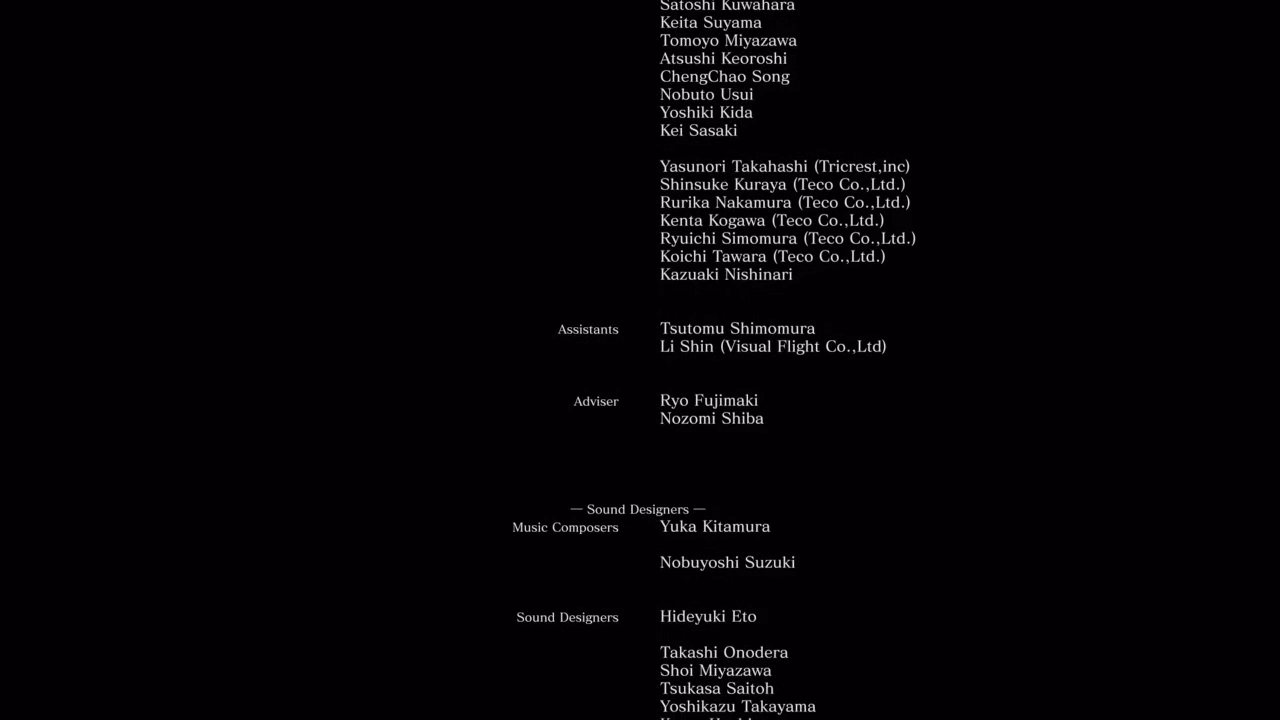 Satoshi Kuwahara
Keita Suyama
Tomoyo Miyazawa
Atsushi Keoroshi
ChengChao Song
Nobuto Usui
Yoshiki Kida
Kei Sasaki
Yasunori Takahashi (Tricrest,inc)
Shinsuke Kuraya (Teco Co.,Ltd.)
Rurika Nakamura (Teco Co.,Ltd.)
Kenta Kogawa (Teco Co.,Ltd.)
Ryuichi Simomura (Teco Co.,Ltd.)
Koichi Tawara (Teco Co.,Ltd.)
Kazuaki Nishinari
Assistants Tsutomu Shimomura
Li Shin (Visual Flight Co.,Ltd)
Adviser Ryo Fujimaki
Nozomi Shiba
— Sound Designers —
Music Composers Yuka Kitamura
Nobuyoshi Suzuki
Sound Designers Hideyuki Eto
Takashi Onodera
Shoi Miyazawa
Tsukasa Saitoh
Yoshikazu Takayama